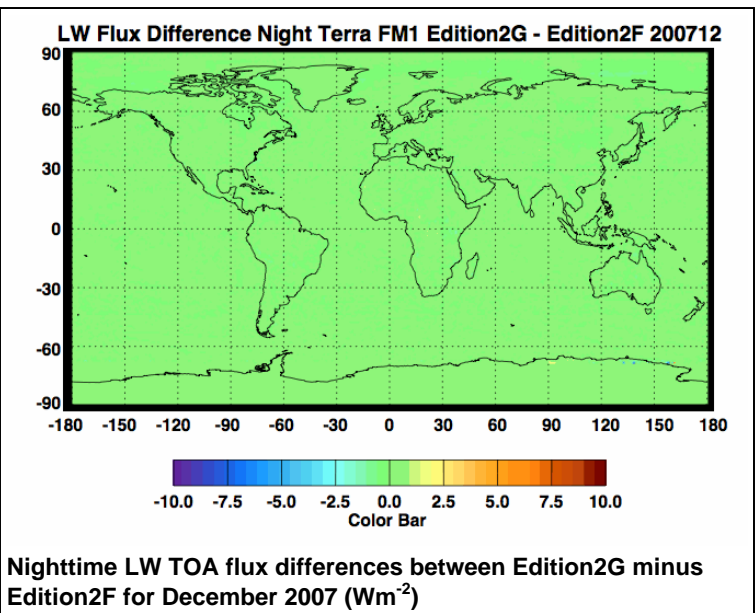 LW Flux Difference Night Terra FM1 Edition2G - Edition2F 200712
90
60
30
0
-30
-60
-90
-180 -150 -120 -90 -60 -30 0 30 60 90 120 150 180
-10.0 -7.5 -5.0 -2.5 0.0 2.5 5.0 7.5 10.0
Color Bar
Nighttime LW TOA flux differences between Edition2G minus
Edition2F for December 2007 (Wm⁻²)